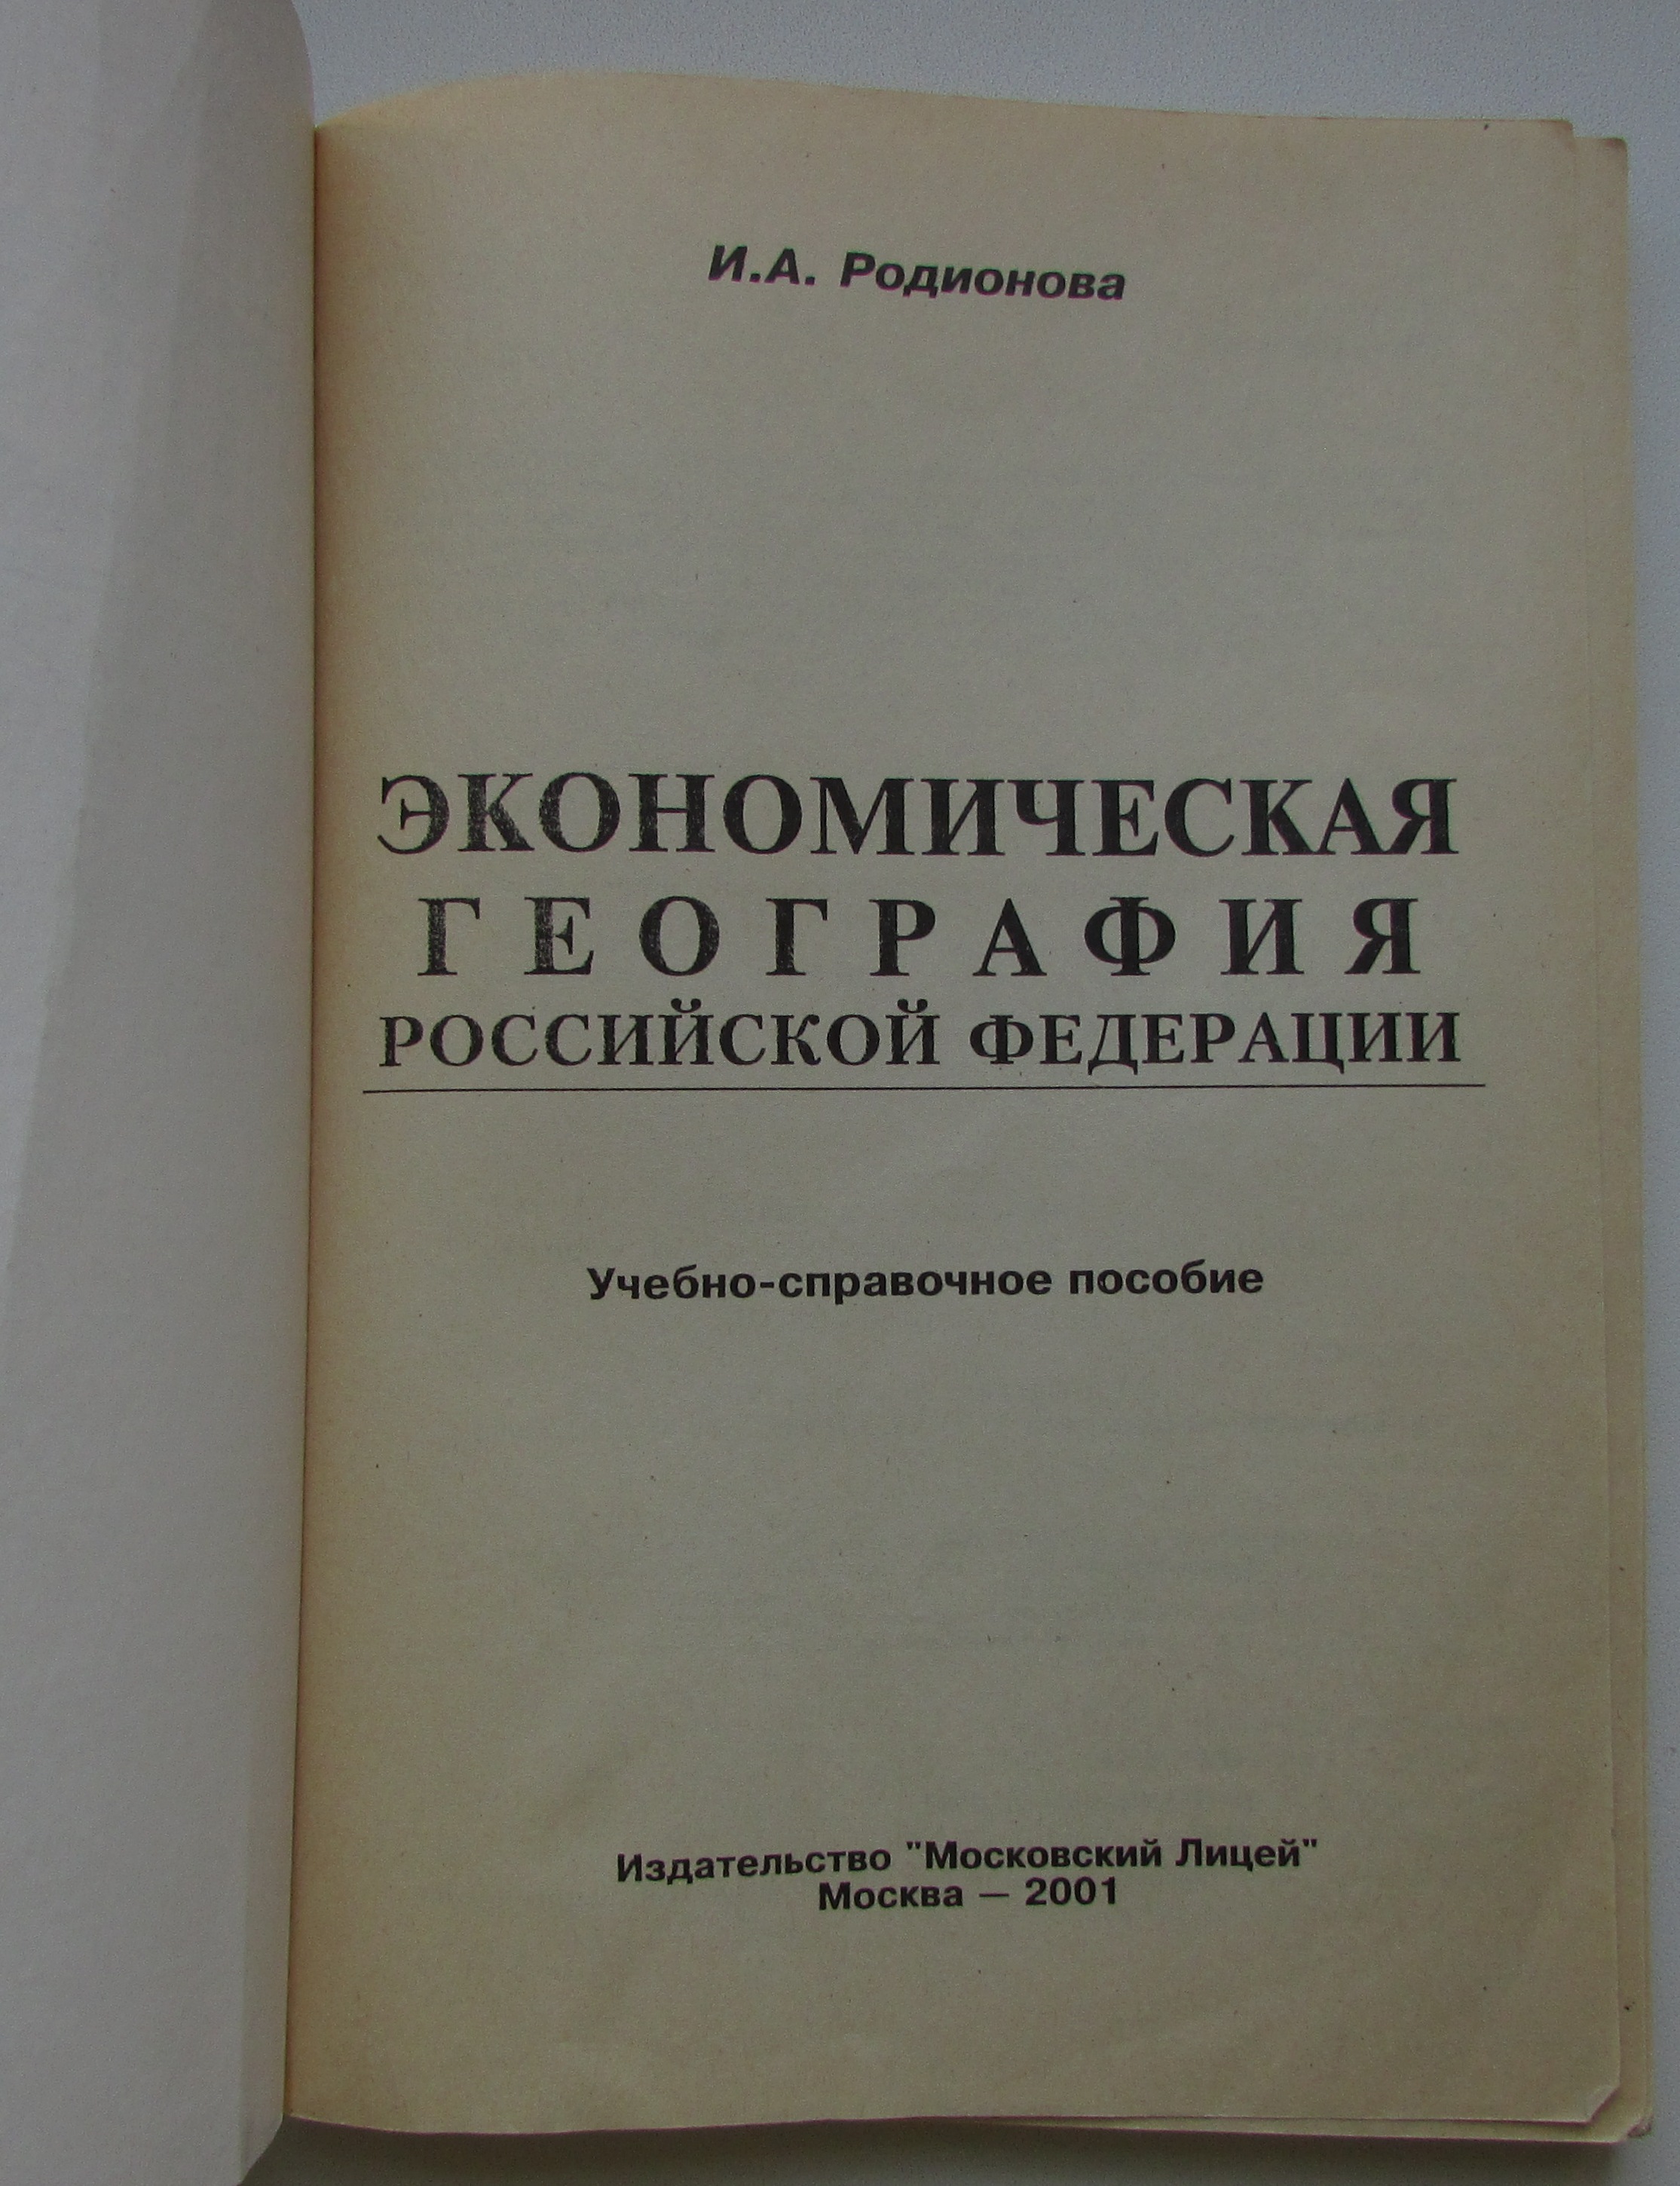 И.А. Родионова
ЭКОНОМИЧЕСКАЯ
ГЕОГРАФИЯ
РОССИЙСКОЙ ФЕДЕРАЦИИ
Учебно-справочное пособие
Издательство "Московский Лицей"
Москва — 2001